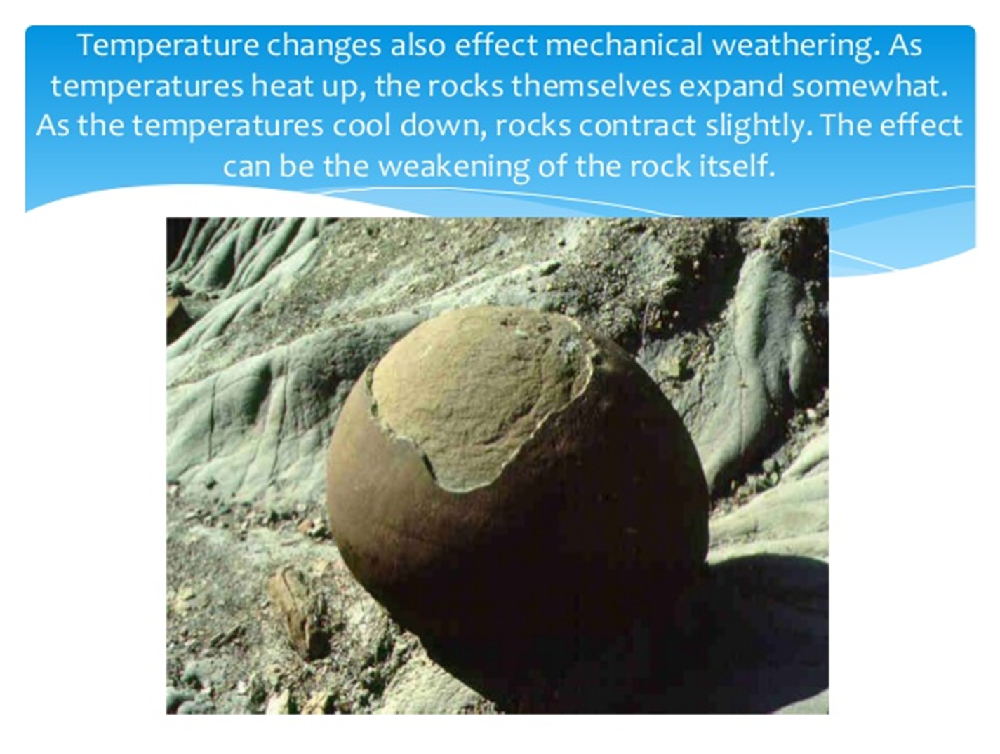 Temperature changes also effect mechanical weathering. As
temperatures heat up, the rocks themselves expand somewhat.
As the temperatures cool down, rocks contract slightly. The effect
can be the weakening of the rock itself.